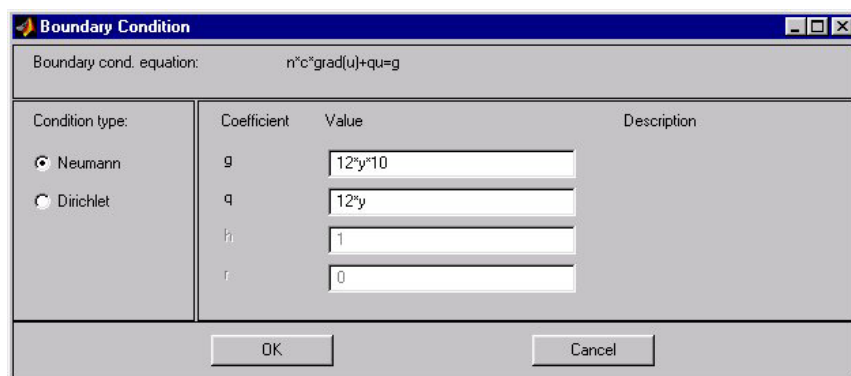 Boundary Condition
Boundary cond. equation: n*c*grad(u)+qu=g
Condition type: Coefficient Value Description
Neumann g 12*y*10
Dirichlet q 12*y
h 1
r 0
OK Cancel